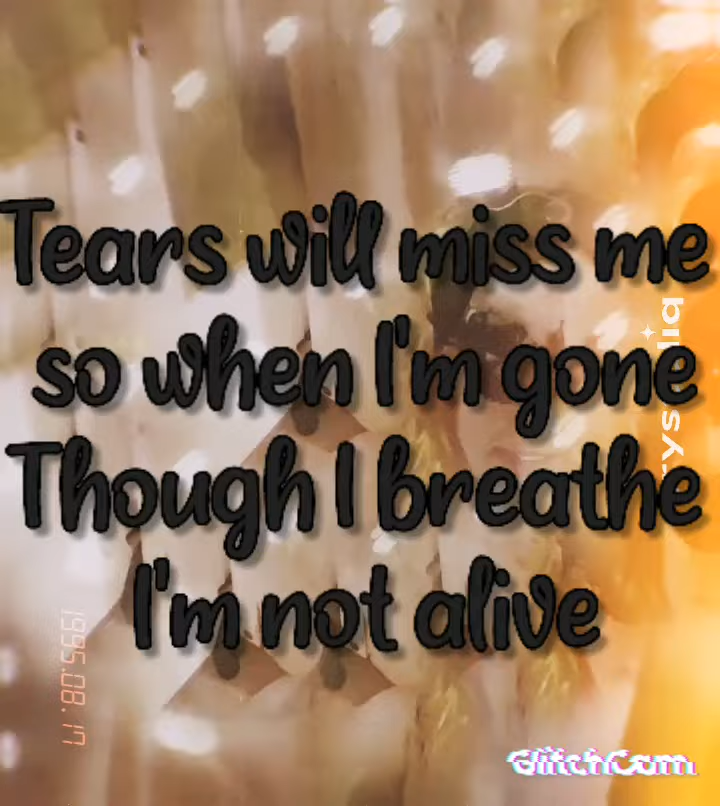 Tears will miss me
so when I'm gone
Though I breathe
I'm not alive
1995.08.17
GlitchCam